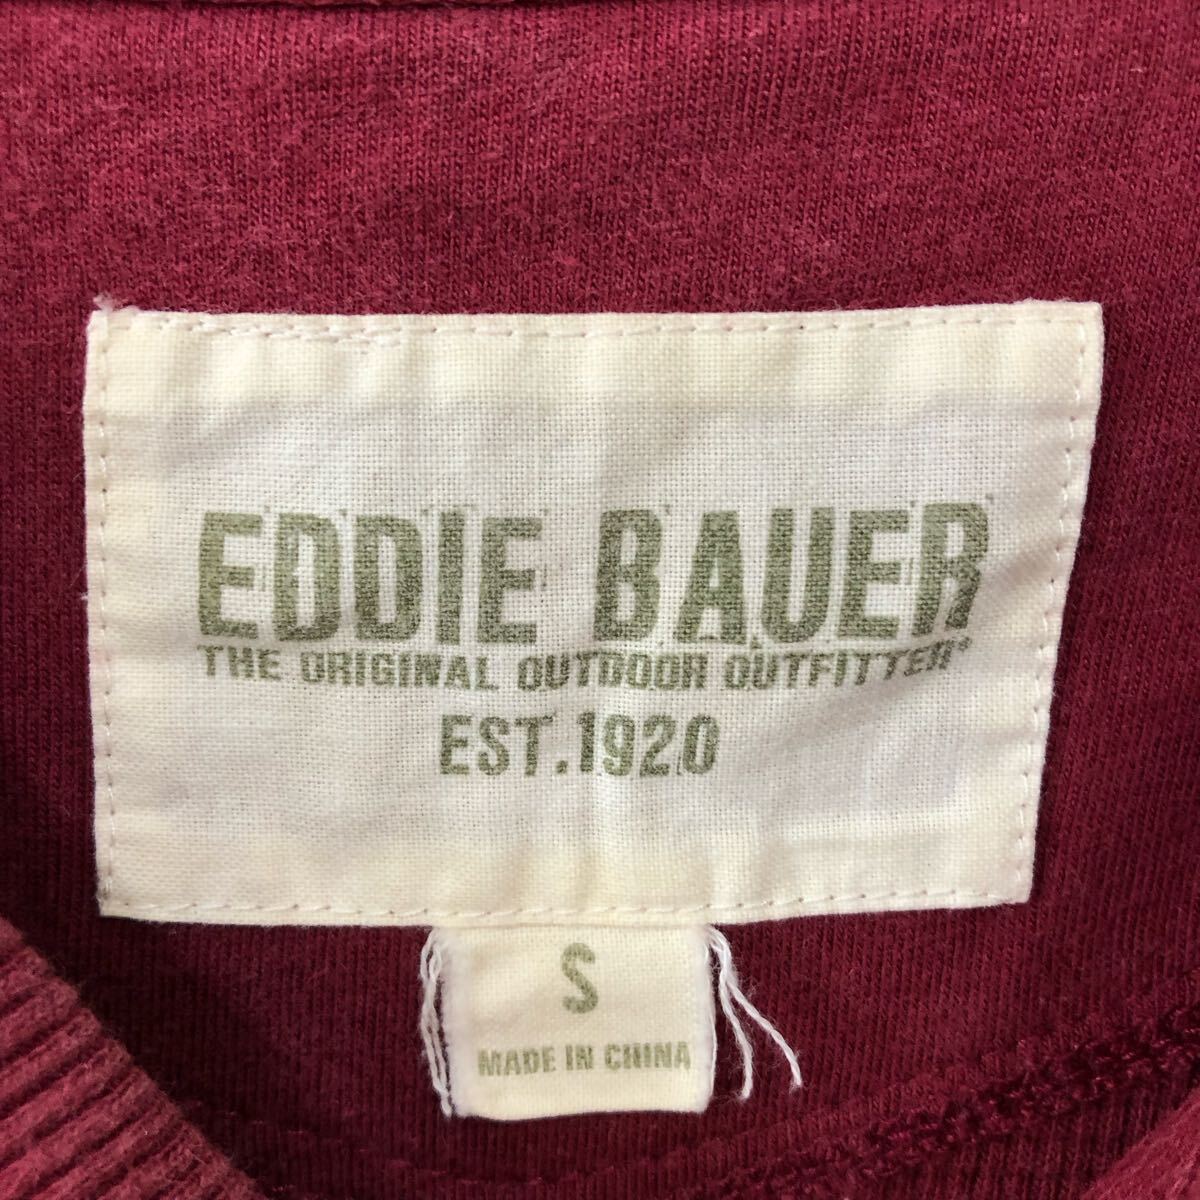 EDDIE BAUER
THE ORIGINAL OUTDOOR OUTFITTER®
EST.1920
S
MADE IN CHINA